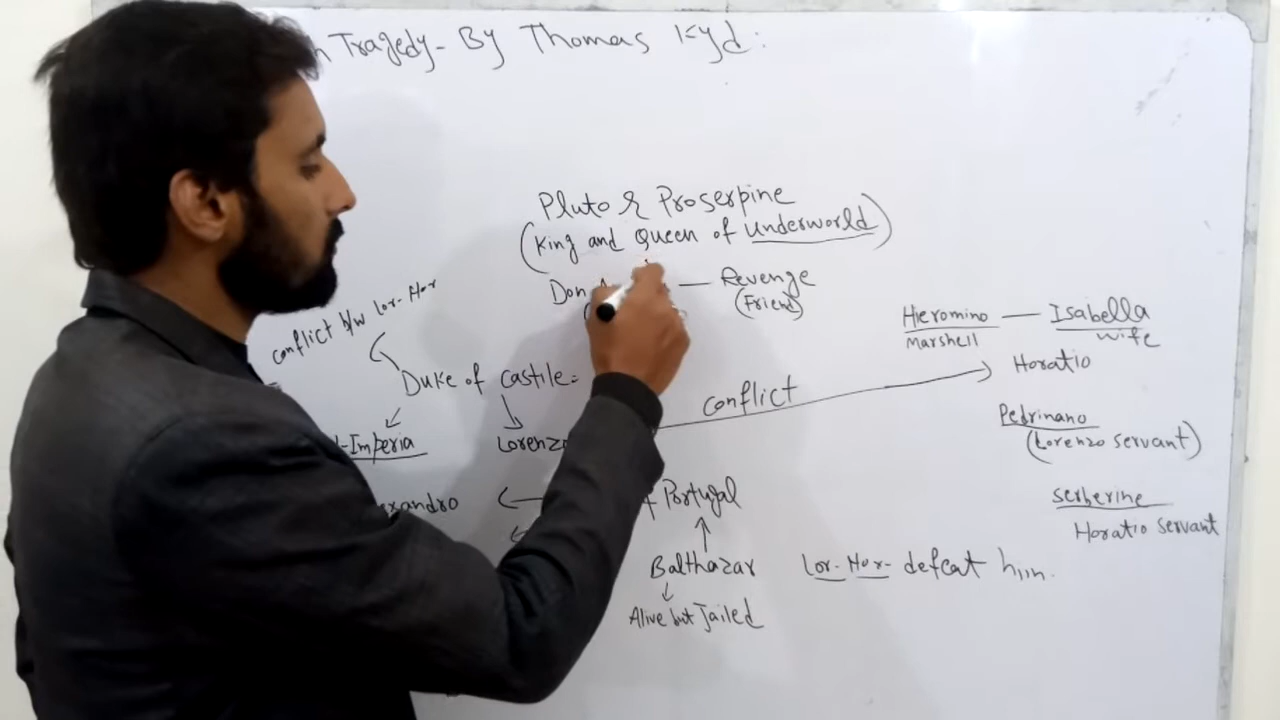 Tragedy - By Thomas Kyd:
Pluto & Proserpine
(King and Queen of Underworld)
Don — Revenge
(Friend)
Hieromino — Isabella
Marshell wife
Horatio
conflict b/w Lor-Hor
Duke of Castile =
conflict
-Imperia Lorenzo
Pedrinano
(Lorenzo servant)
Portugal
serberine
Horatio servant
Balthazar Lor-Hor- defeat him.
Alive but Jailed